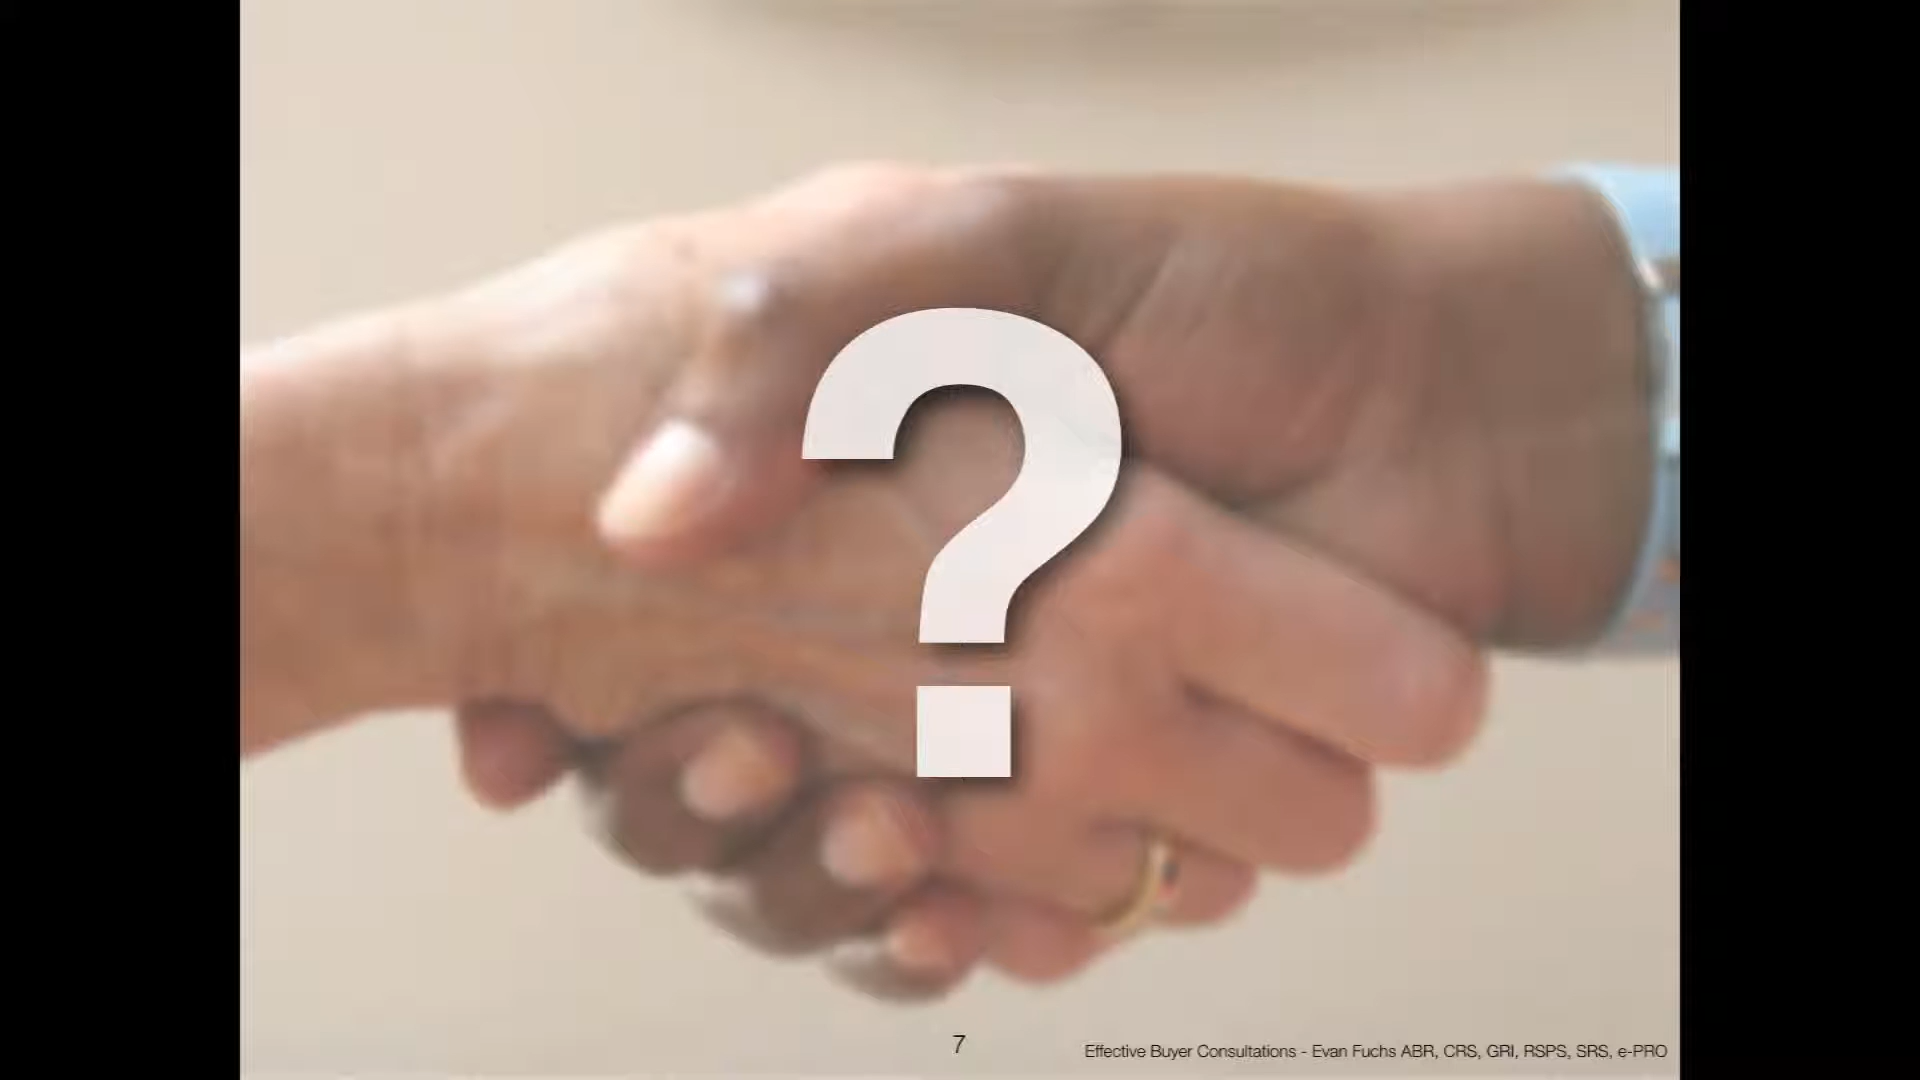 ?
7
Effective Buyer Consultations - Evan Fuchs ABR, CRS, GRI, RSPS, SRS, e-PRO